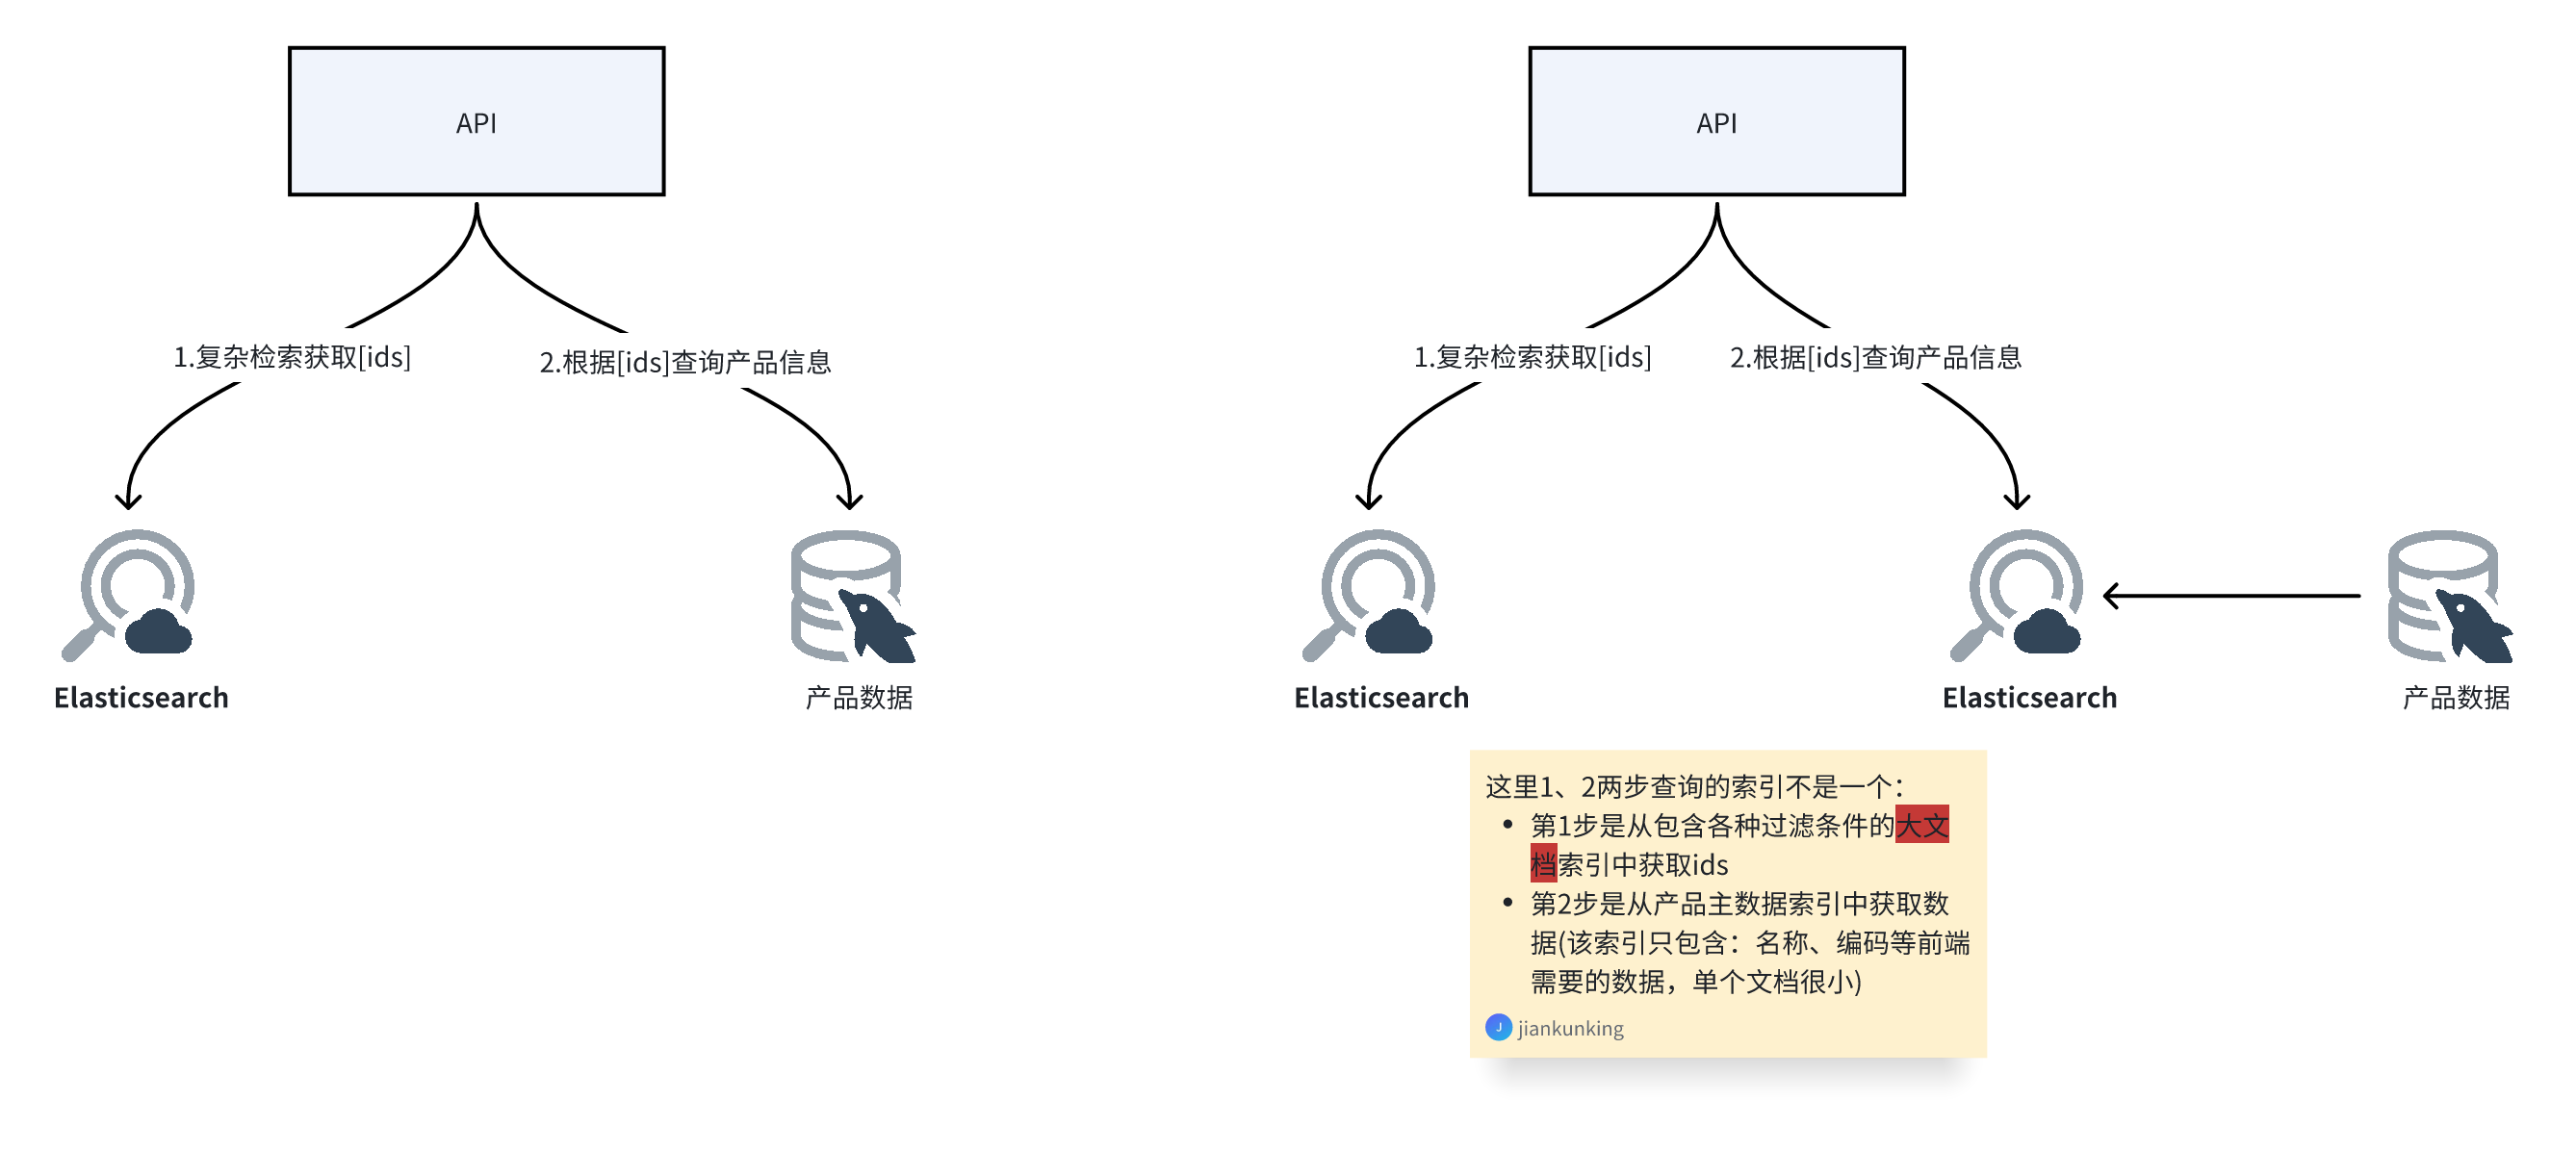 API
1.复杂检索获取[ids]
2.根据[ids]查询产品信息
Elasticsearch
产品数据
API
1.复杂检索获取[ids]
2.根据[ids]查询产品信息
Elasticsearch
Elasticsearch
产品数据
这里1、2两步查询的索引不是一个：
• 第1步是从包含各种过滤条件的大文
档索引中获取ids
• 第2步是从产品主数据索引中获取数
据(该索引只包含：名称、编码等前端
需要的数据，单个文档很小)
J jiankunking